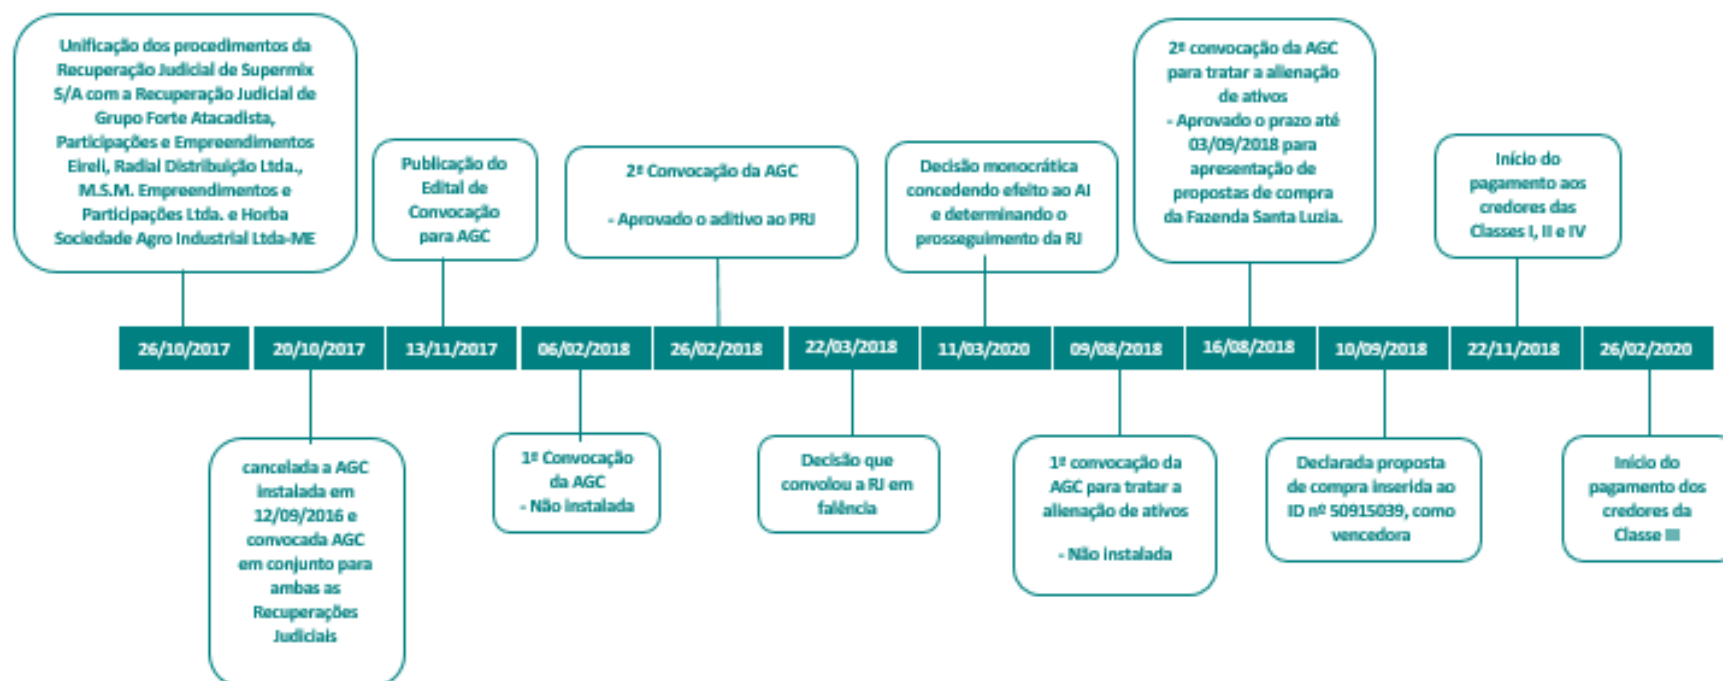 Unificação dos procedimentos da
Recuperação Judicial de Supermix
S/A com a Recuperação Judicial de
Grupo Forte Atacadista,
Participações e Empreendimentos
Eireli, Radial Distribuição Ltda.,
M.S.M. Empreendimentos e
Participações Ltda. e Horba
Sociedade Agro Industrial Ltda-ME
Publicação do
Edital de
Convocação
para AGC
2ª Convocação da AGC
- Aprovado o aditivo ao PRJ
Decisão monocrática
concedendo efeito ao AI
e determinando o
prosseguimento da RJ
2ª convocação da AGC
para tratar a alienação
de ativos
- Aprovado o prazo até
03/09/2018 para
apresentação de
propostas de compra
da Fazenda Santa Luzia.
Início do
pagamento aos
credores das
Classes I, II e IV
26/10/2017
20/10/2017
13/11/2017
06/02/2018
26/02/2018
22/03/2018
11/03/2020
09/08/2018
16/08/2018
10/09/2018
22/11/2018
26/02/2020
cancelada a AGC
instalada em
12/09/2016 e
convocada AGC
em conjunto para
ambas as
Recuperações
Judiciais
1ª Convocação
da AGC
- Não instalada
Decisão que
convolou a RJ em
falência
1ª convocação da
AGC para tratar a
alienação de ativos
- Não instalada
Declarada proposta
de compra inserida ao
ID nº 50915039, como
vencedora
Início do
pagamento dos
credores da
Classe III